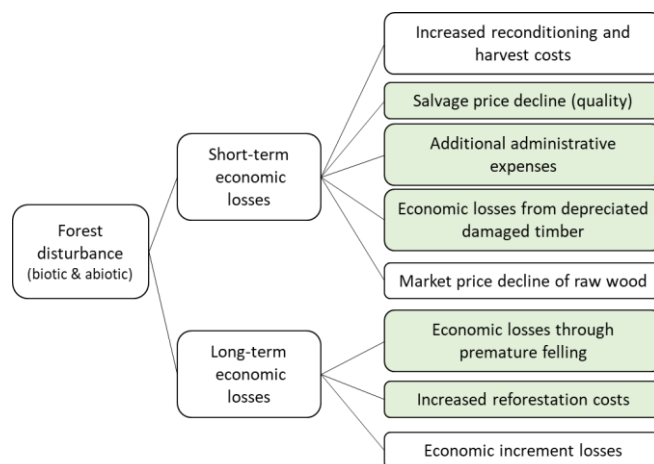 Forest
disturbance
(biotic & abiotic)
Short-term
economic
losses
Increased reconditioning and
harvest costs
Salvage price decline (quality)
Additional administrative
expenses
Economic losses from depreciated
damaged timber
Market price decline of raw wood
Long-term
economic
losses
Economic losses through
premature felling
Increased reforestation costs
Economic increment losses